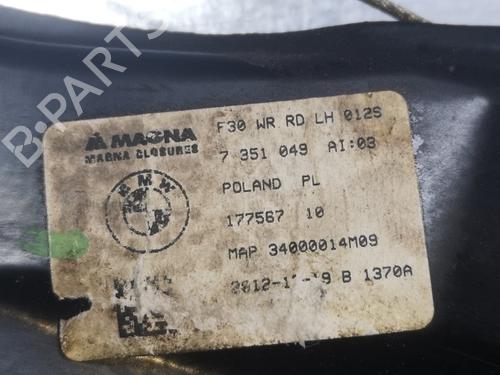 B-PARTS
MAGNA
MAGNA CLOSURES
BMW
F30 WR RD LH 012S
7 351 049 AI:03
POLAND PL
177567 10
MAP 34000014M09
B 1370A